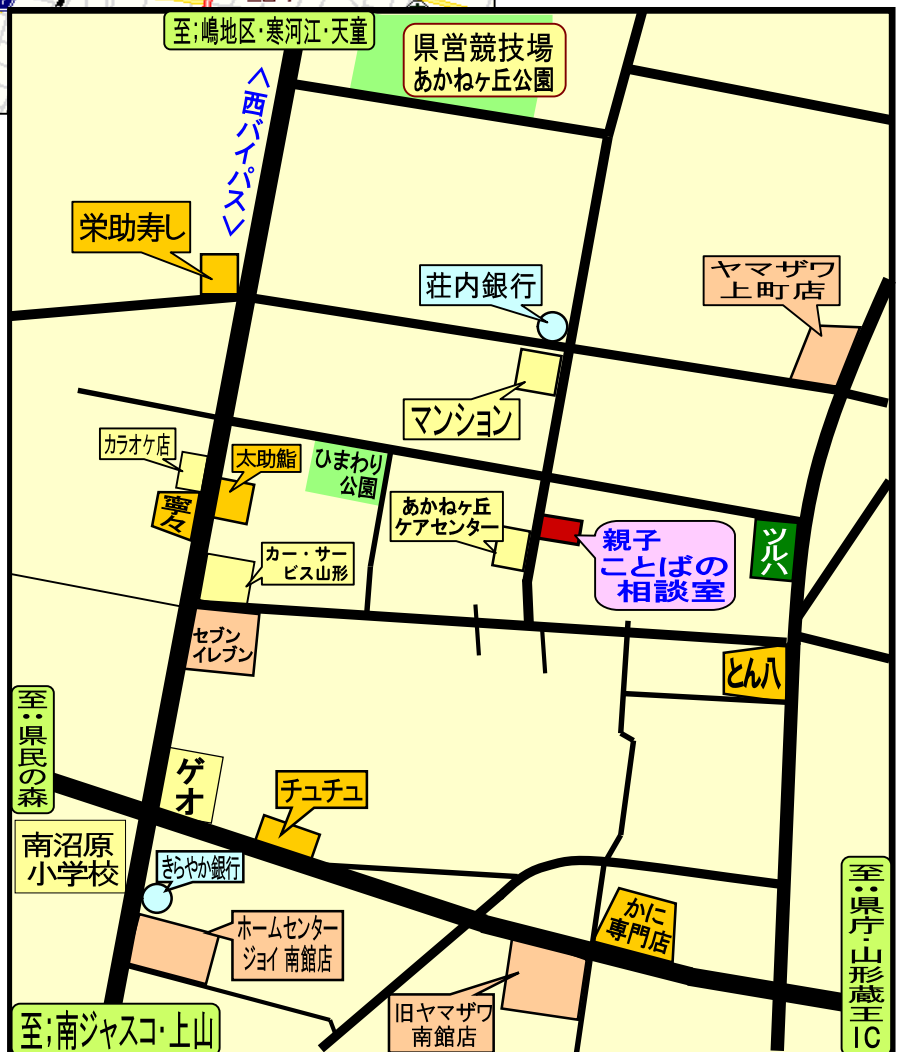 至;嶋地区・寒河江・天童
県営競技場
あかねヶ丘公園
<西バイパス>
栄助寿し
荘内銀行
ヤマザワ
上町店
マンション
カラオケ店
太助鮨
ひまわり
公園
寧々
あかねヶ丘
ケアセンター
親子
ことばの
相談室
ツルハ
カー・サー
ビス山形
セブン
イレブン
とん八
至:県民の森
ゲオ
チュチュ
南沼原
小学校
きらやか銀行
ホームセンター
ジョイ 南館店
かに
専門店
旧ヤマザワ
南館店
至:県庁・山形蔵王IC
至;南ジャスコ・上山